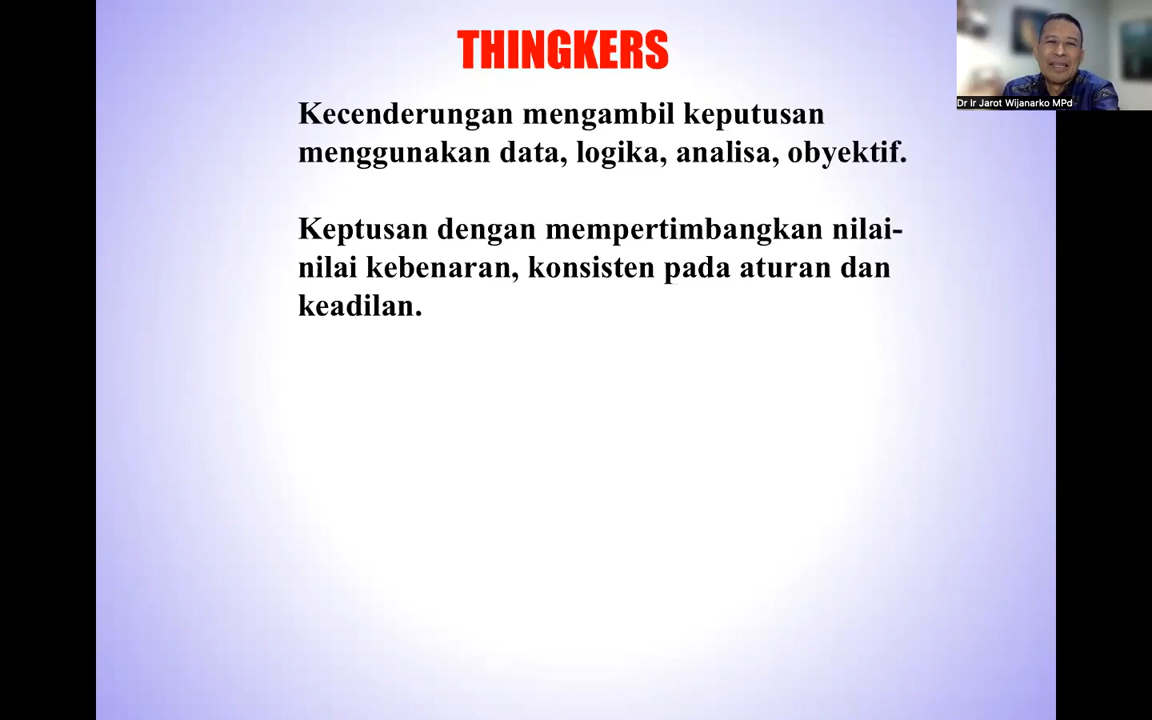 THINGKERS
Kecenderungan mengambil keputusan
menggunakan data, logika, analisa, obyektif.
Keptusan dengan mempertimbangkan nilai-
nilai kebenaran, konsisten pada aturan dan
keadilan.
Dr Ir Jarot Wijanarko MPd